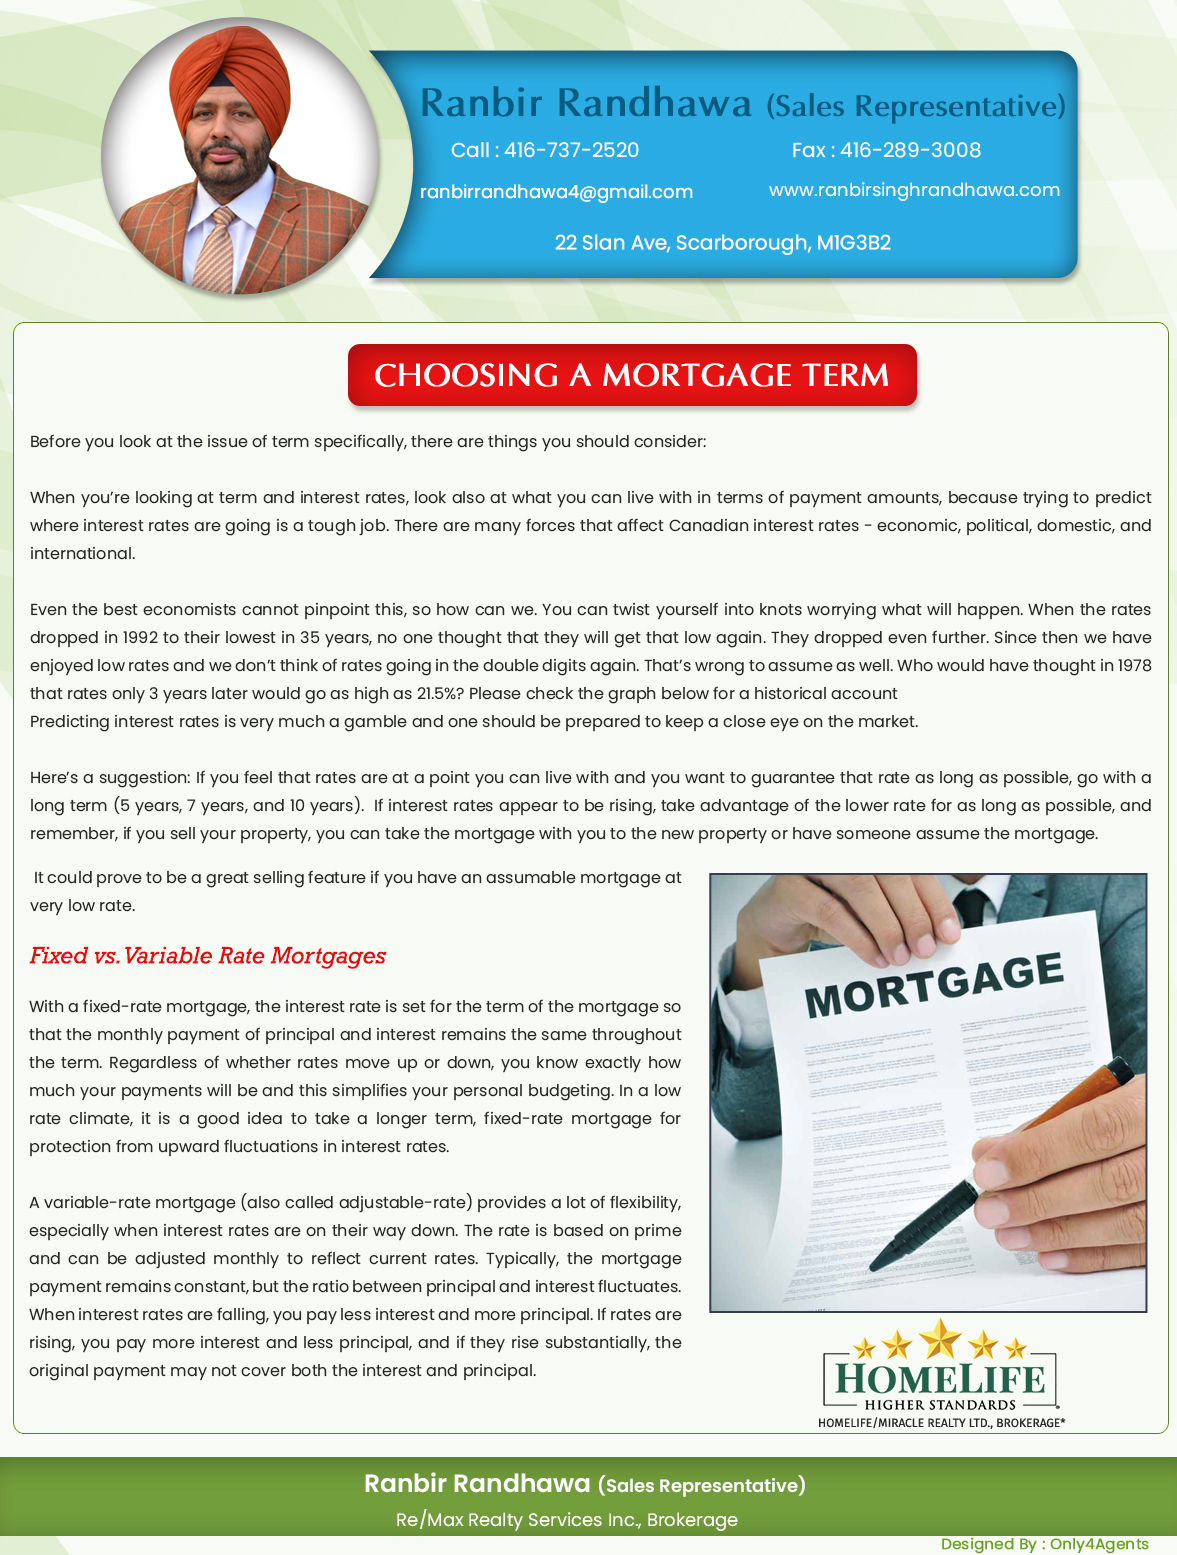 Ranbir Randhawa (Sales Representative)
Call : 416-737-2520
Fax : 416-289-3008
ranbirrandhawa4@gmail.com
www.ranbirsinghrandhawa.com
22 Slan Ave, Scarborough, M1G3B2
CHOOSING A MORTGAGE TERM
Before you look at the issue of term specifically, there are things you should consider:
When you’re looking at term and interest rates, look also at what you can live with in terms of payment amounts, because trying to predict
where interest rates are going is a tough job. There are many forces that affect Canadian interest rates - economic, political, domestic, and
international.
Even the best economists cannot pinpoint this, so how can we. You can twist yourself into knots worrying what will happen. When the rates
dropped in 1992 to their lowest in 35 years, no one thought that they will get that low again. They dropped even further. Since then we have
enjoyed low rates and we don’t think of rates going in the double digits again. That’s wrong to assume as well. Who would have thought in 1978
that rates only 3 years later would go as high as 21.5%? Please check the graph below for a historical account
Predicting interest rates is very much a gamble and one should be prepared to keep a close eye on the market.
Here’s a suggestion: If you feel that rates are at a point you can live with and you want to guarantee that rate as long as possible, go with a
long term (5 years, 7 years, and 10 years). If interest rates appear to be rising, take advantage of the lower rate for as long as possible, and
remember, if you sell your property, you can take the mortgage with you to the new property or have someone assume the mortgage.
It could prove to be a great selling feature if you have an assumable mortgage at
very low rate.
Fixed vs. Variable Rate Mortgages
With a fixed-rate mortgage, the interest rate is set for the term of the mortgage so
that the monthly payment of principal and interest remains the same throughout
the term. Regardless of whether rates move up or down, you know exactly how
much your payments will be and this simplifies your personal budgeting. In a low
rate climate, it is a good idea to take a longer term, fixed-rate mortgage for
protection from upward fluctuations in interest rates.
A variable-rate mortgage (also called adjustable-rate) provides a lot of flexibility,
especially when interest rates are on their way down. The rate is based on prime
and can be adjusted monthly to reflect current rates. Typically, the mortgage
payment remains constant, but the ratio between principal and interest fluctuates.
When interest rates are falling, you pay less interest and more principal. If rates are
rising, you pay more interest and less principal, and if they rise substantially, the
original payment may not cover both the interest and principal.
MORTGAGE
HOMELIFE
HIGHER STANDARDS
HOMELIFE/MIRACLE REALTY LTD., BROKERAGE*
Ranbir Randhawa (Sales Representative)
Re/Max Realty Services Inc., Brokerage
Designed By : Only4Agents